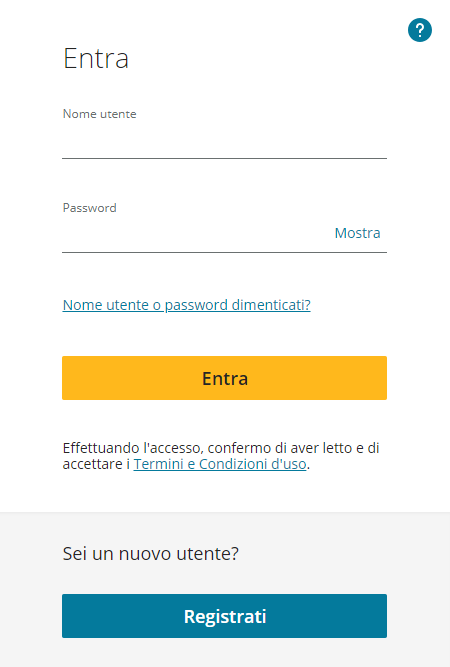 ?
Entra
Nome utente
Password
Mostra
Nome utente o password dimenticati?
Entra
Effettuando l'accesso, confermo di aver letto e di
accettare i Termini e Condizioni d'uso.
Sei un nuovo utente?
Registrati